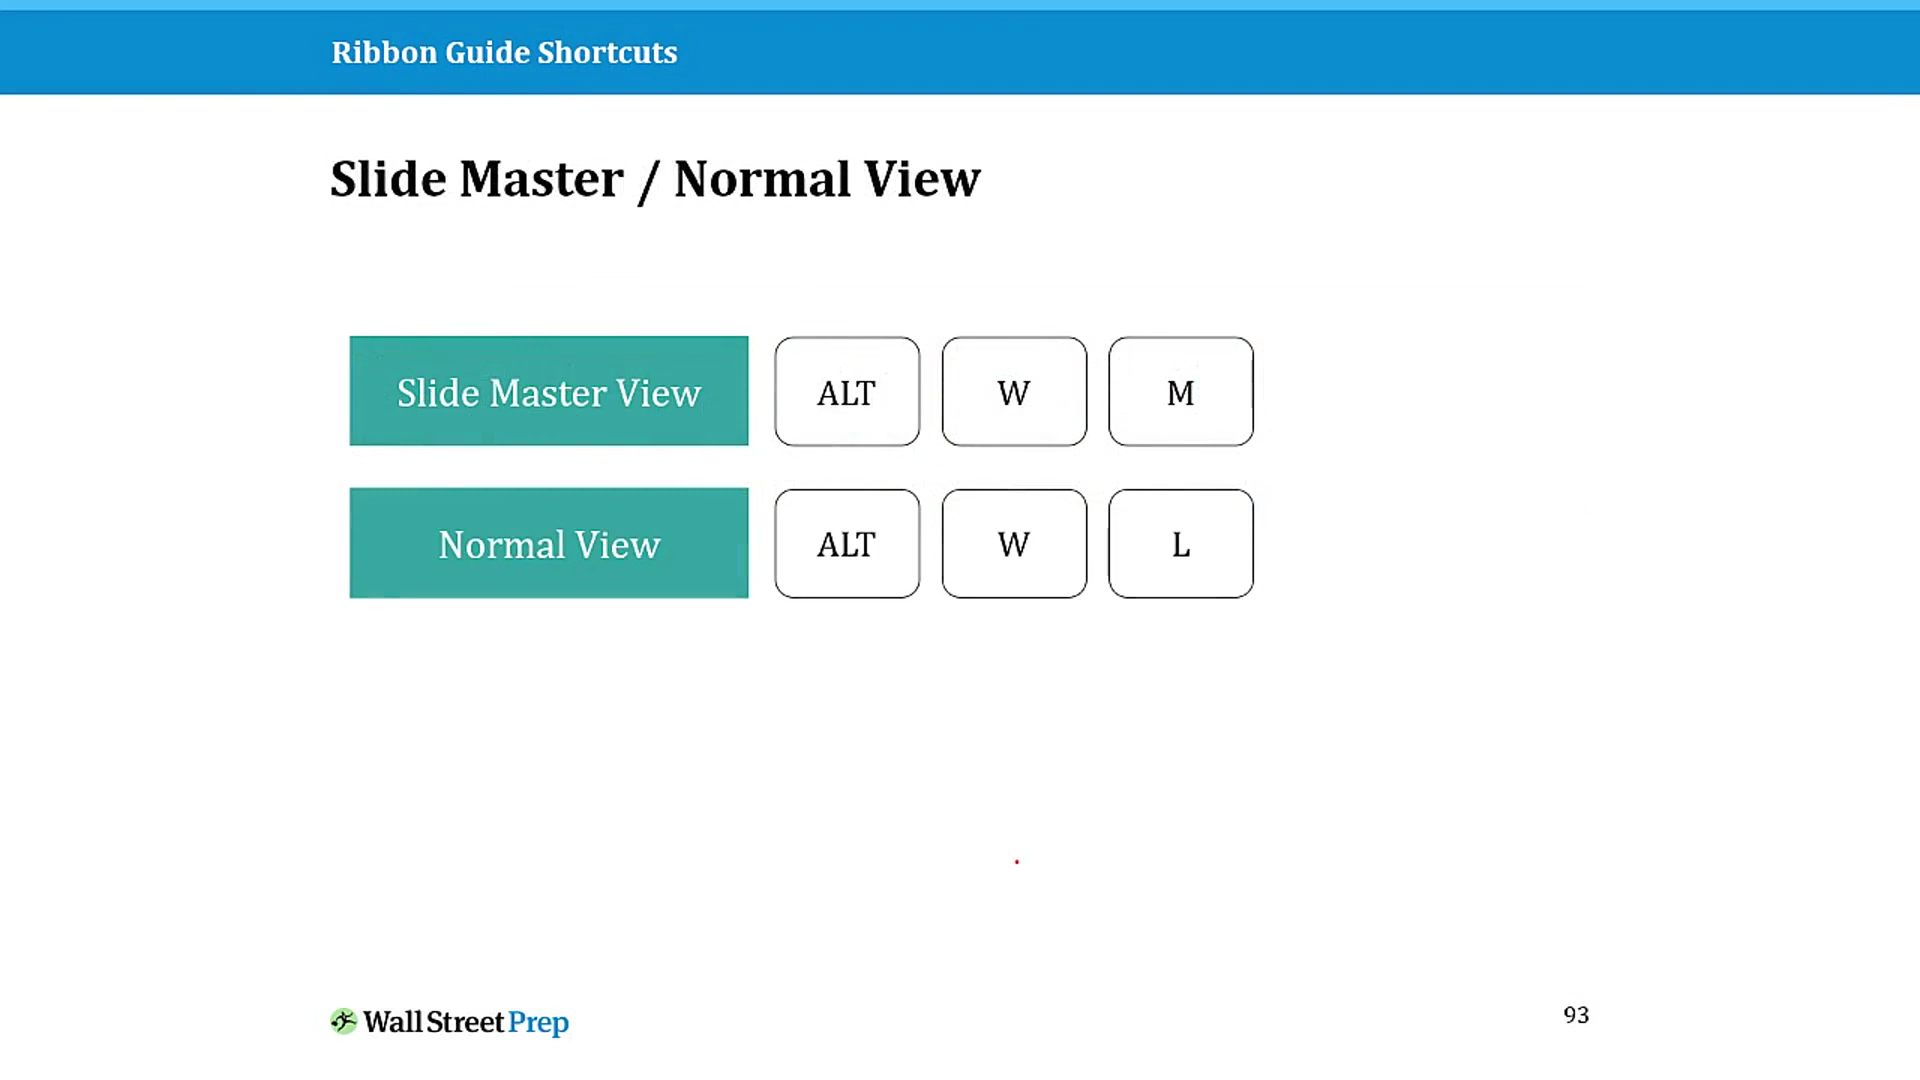 Ribbon Guide Shortcuts
Slide Master / Normal View
Slide Master View ALT W M
Normal View ALT W L
Wall Street Prep
93